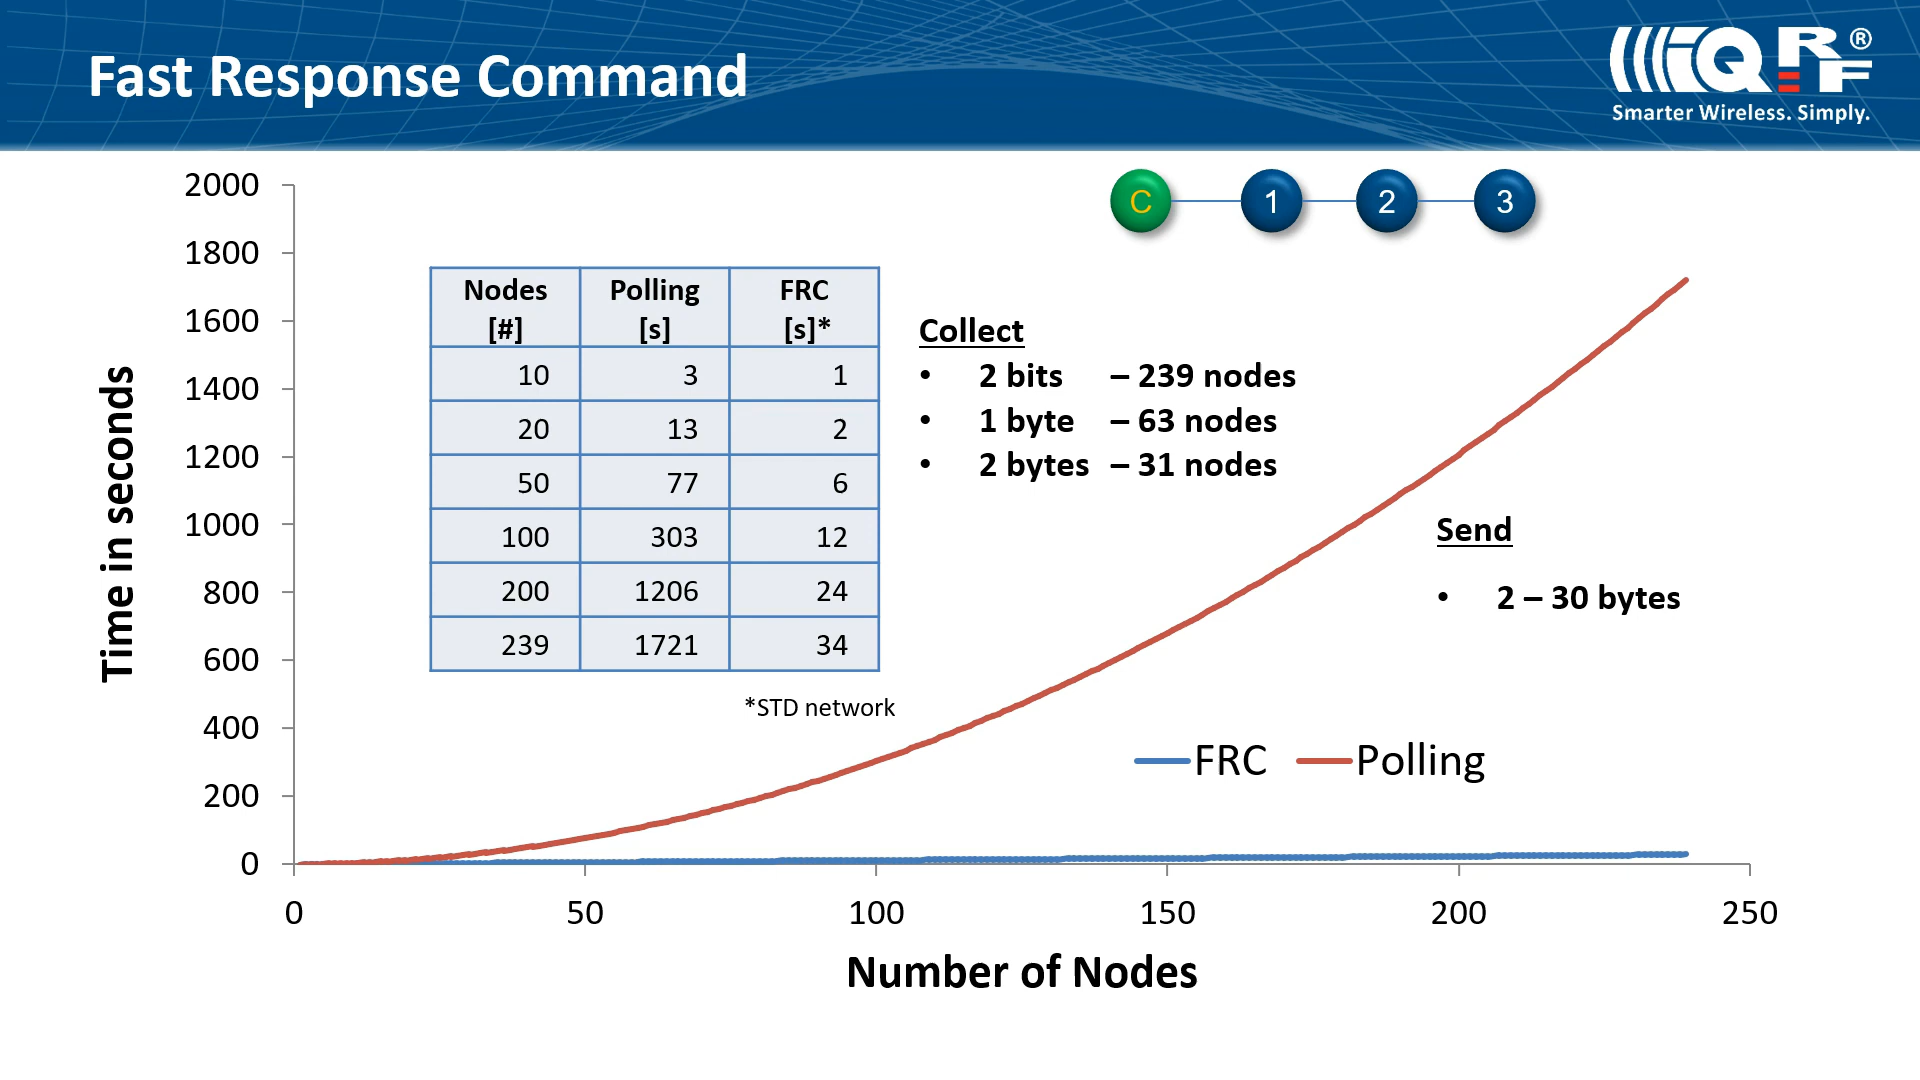 Fast Response Command
IQRF®
Smarter Wireless. Simply.
C 1 2 3
Nodes [#] Polling [s] FRC [s]*
10 3 1
20 13 2
50 77 6
100 303 12
200 1206 24
239 1721 34
*STD network
Collect
• 2 bits – 239 nodes
• 1 byte – 63 nodes
• 2 bytes – 31 nodes
Send
• 2 – 30 bytes
FRC Polling
Time in seconds
2000
1800
1600
1400
1200
1000
800
600
400
200
0
0 50 100 150 200 250
Number of Nodes